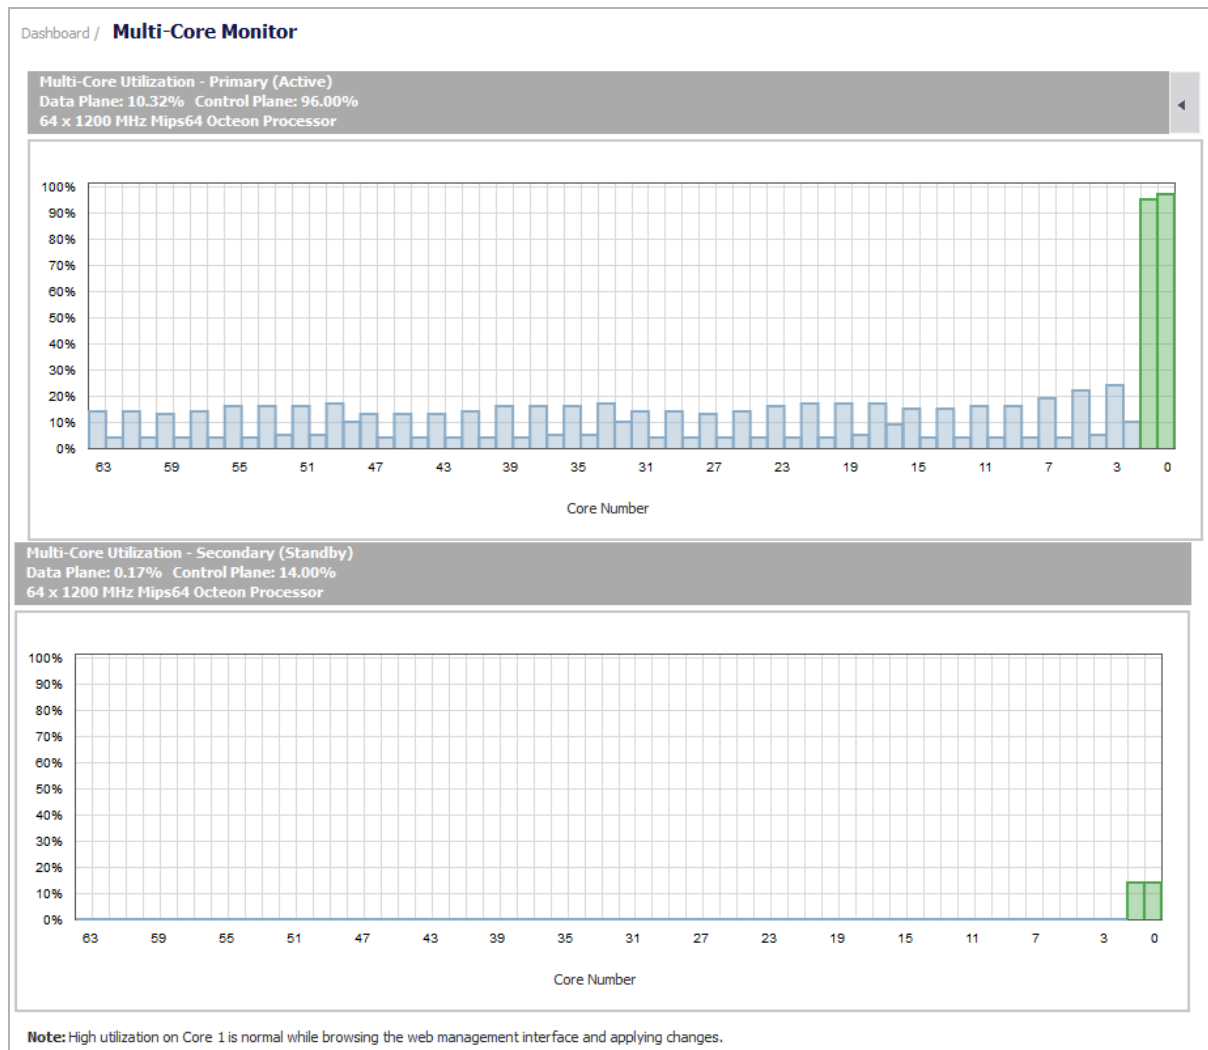 Dashboard / Multi-Core Monitor
Multi-Core Utilization - Primary (Active)
Data Plane: 10.32% Control Plane: 96.00%
64 x 1200 MHz Mips64 Octeon Processor
100%
90%
80%
70%
60%
50%
40%
30%
20%
10%
0%
63 59 55 51 47 43 39 35 31 27 23 19 15 11 7 3 0
Core Number
Multi-Core Utilization - Secondary (Standby)
Data Plane: 0.17% Control Plane: 14.00%
64 x 1200 MHz Mips64 Octeon Processor
100%
90%
80%
70%
60%
50%
40%
30%
20%
10%
0%
63 59 55 51 47 43 39 35 31 27 23 19 15 11 7 3 0
Core Number
Note: High utilization on Core 1 is normal while browsing the web management interface and applying changes.